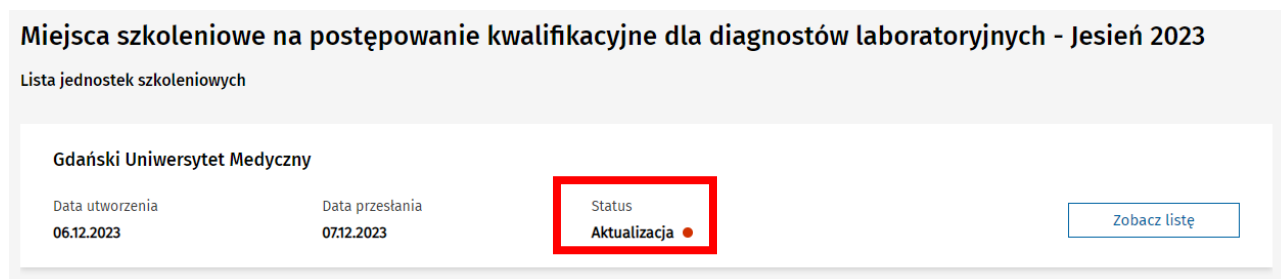 Miejsca szkoleniowe na postępowanie kwalifikacyjne dla diagnostów laboratoryjnych - Jesień 2023
Lista jednostek szkoleniowych
Gdański Uniwersytet Medyczny
Data utworzenia Data przesłania Status
06.12.2023 07.12.2023 Aktualizacja
Zobacz listę